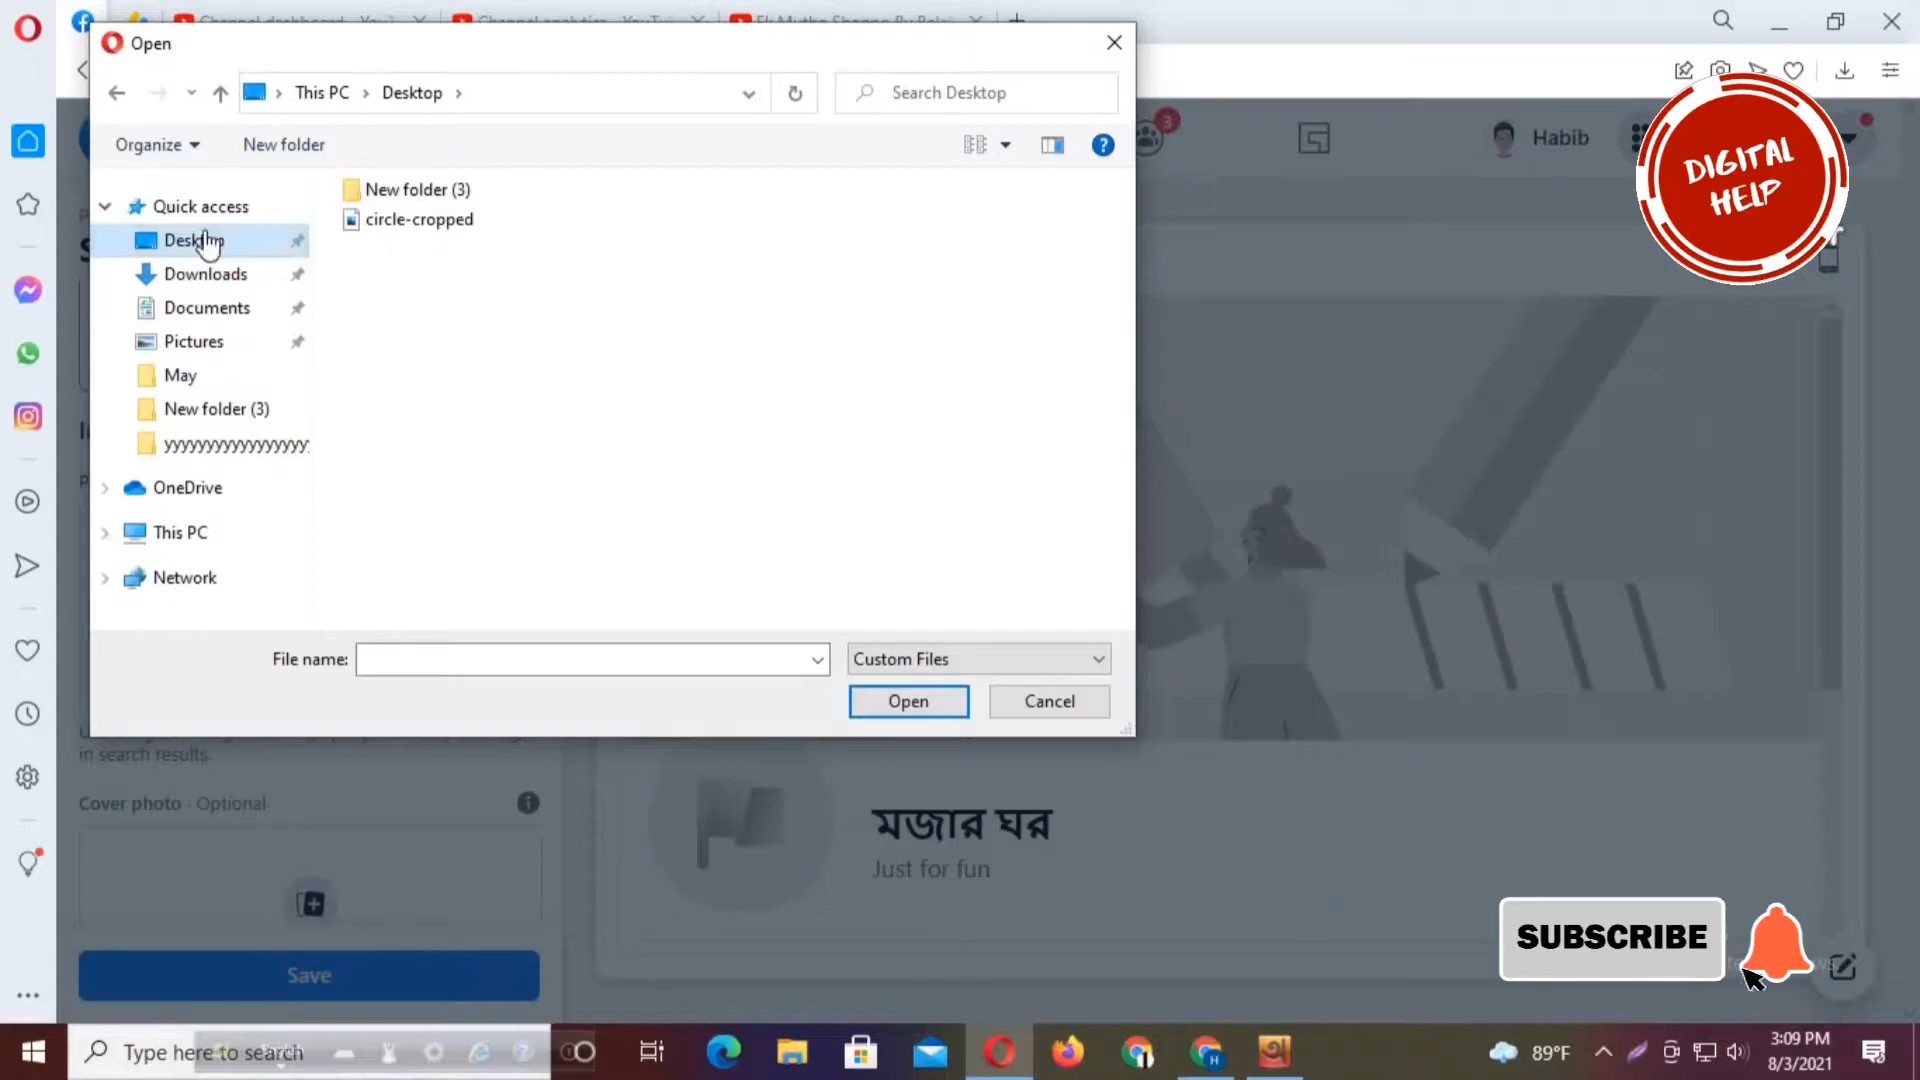 Open
This PC
Desktop
Search Desktop
Organize
New folder
3
Habib
DIGITAL
HELP
Quick access
Desktop
Downloads
Documents
Pictures
May
New folder (3)
OneDrive
This PC
Network
New folder (3)
circle-cropped
File name:
Custom Files
Open
Cancel
in search results.
Cover photo · Optional
Save
মজার ঘর
Just for fun
SUBSCRIBE
Type here to search
89°F
3:09 PM
8/3/2021